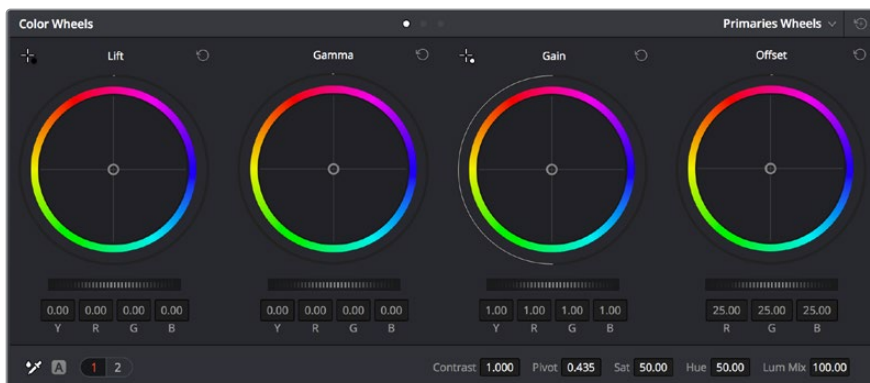 Color Wheels Primaries Wheels
Lift Gamma Gain Offset
0.00 0.00 0.00 0.00 0.00 0.00 0.00 0.00 1.00 1.00 1.00 1.00 25.00 25.00 25.00
Y R G B Y R G B Y R G B R G B
A 1 2 Contrast 1.000 Pivot 0.435 Sat 50.00 Hue 50.00 Lum Mix 100.00